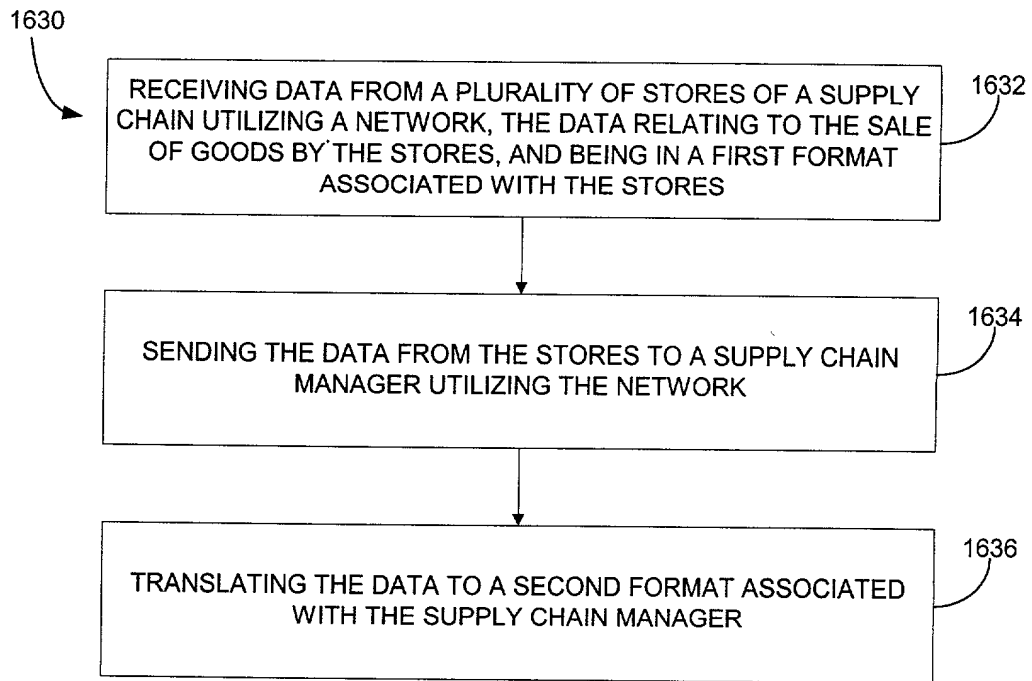 1630
RECEIVING DATA FROM A PLURALITY OF STORES OF A SUPPLY
CHAIN UTILIZING A NETWORK, THE DATA RELATING TO THE SALE
OF GOODS BY THE STORES, AND BEING IN A FIRST FORMAT
ASSOCIATED WITH THE STORES
1632
SENDING THE DATA FROM THE STORES TO A SUPPLY CHAIN
MANAGER UTILIZING THE NETWORK
1634
TRANSLATING THE DATA TO A SECOND FORMAT ASSOCIATED
WITH THE SUPPLY CHAIN MANAGER
1636